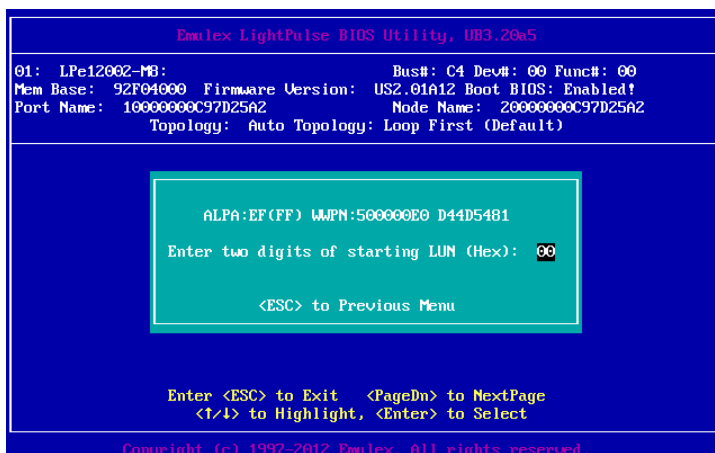 Emulex LightPulse BIOS Utility, UB3.20a5
01: LPe12002-M8: Bus#: C4 Dev#: 00 Func#: 00
Mem Base: 92F04000 Firmware Version: US2.01A12 Boot BIOS: Enabled!
Port Name: 10000000C97D25A2 Node Name: 20000000C97D25A2
Topology: Auto Topology: Loop First (Default)
ALPA:EF(FF) WWPN:500000E0 D44D5481
Enter two digits of starting LUN (Hex): 00
<ESC> to Previous Menu
Enter <ESC> to Exit <PageDn> to NextPage
<↑/↓> to Highlight, <Enter> to Select
Copyright (c) 1997-2012 Emulex. All rights reserved.